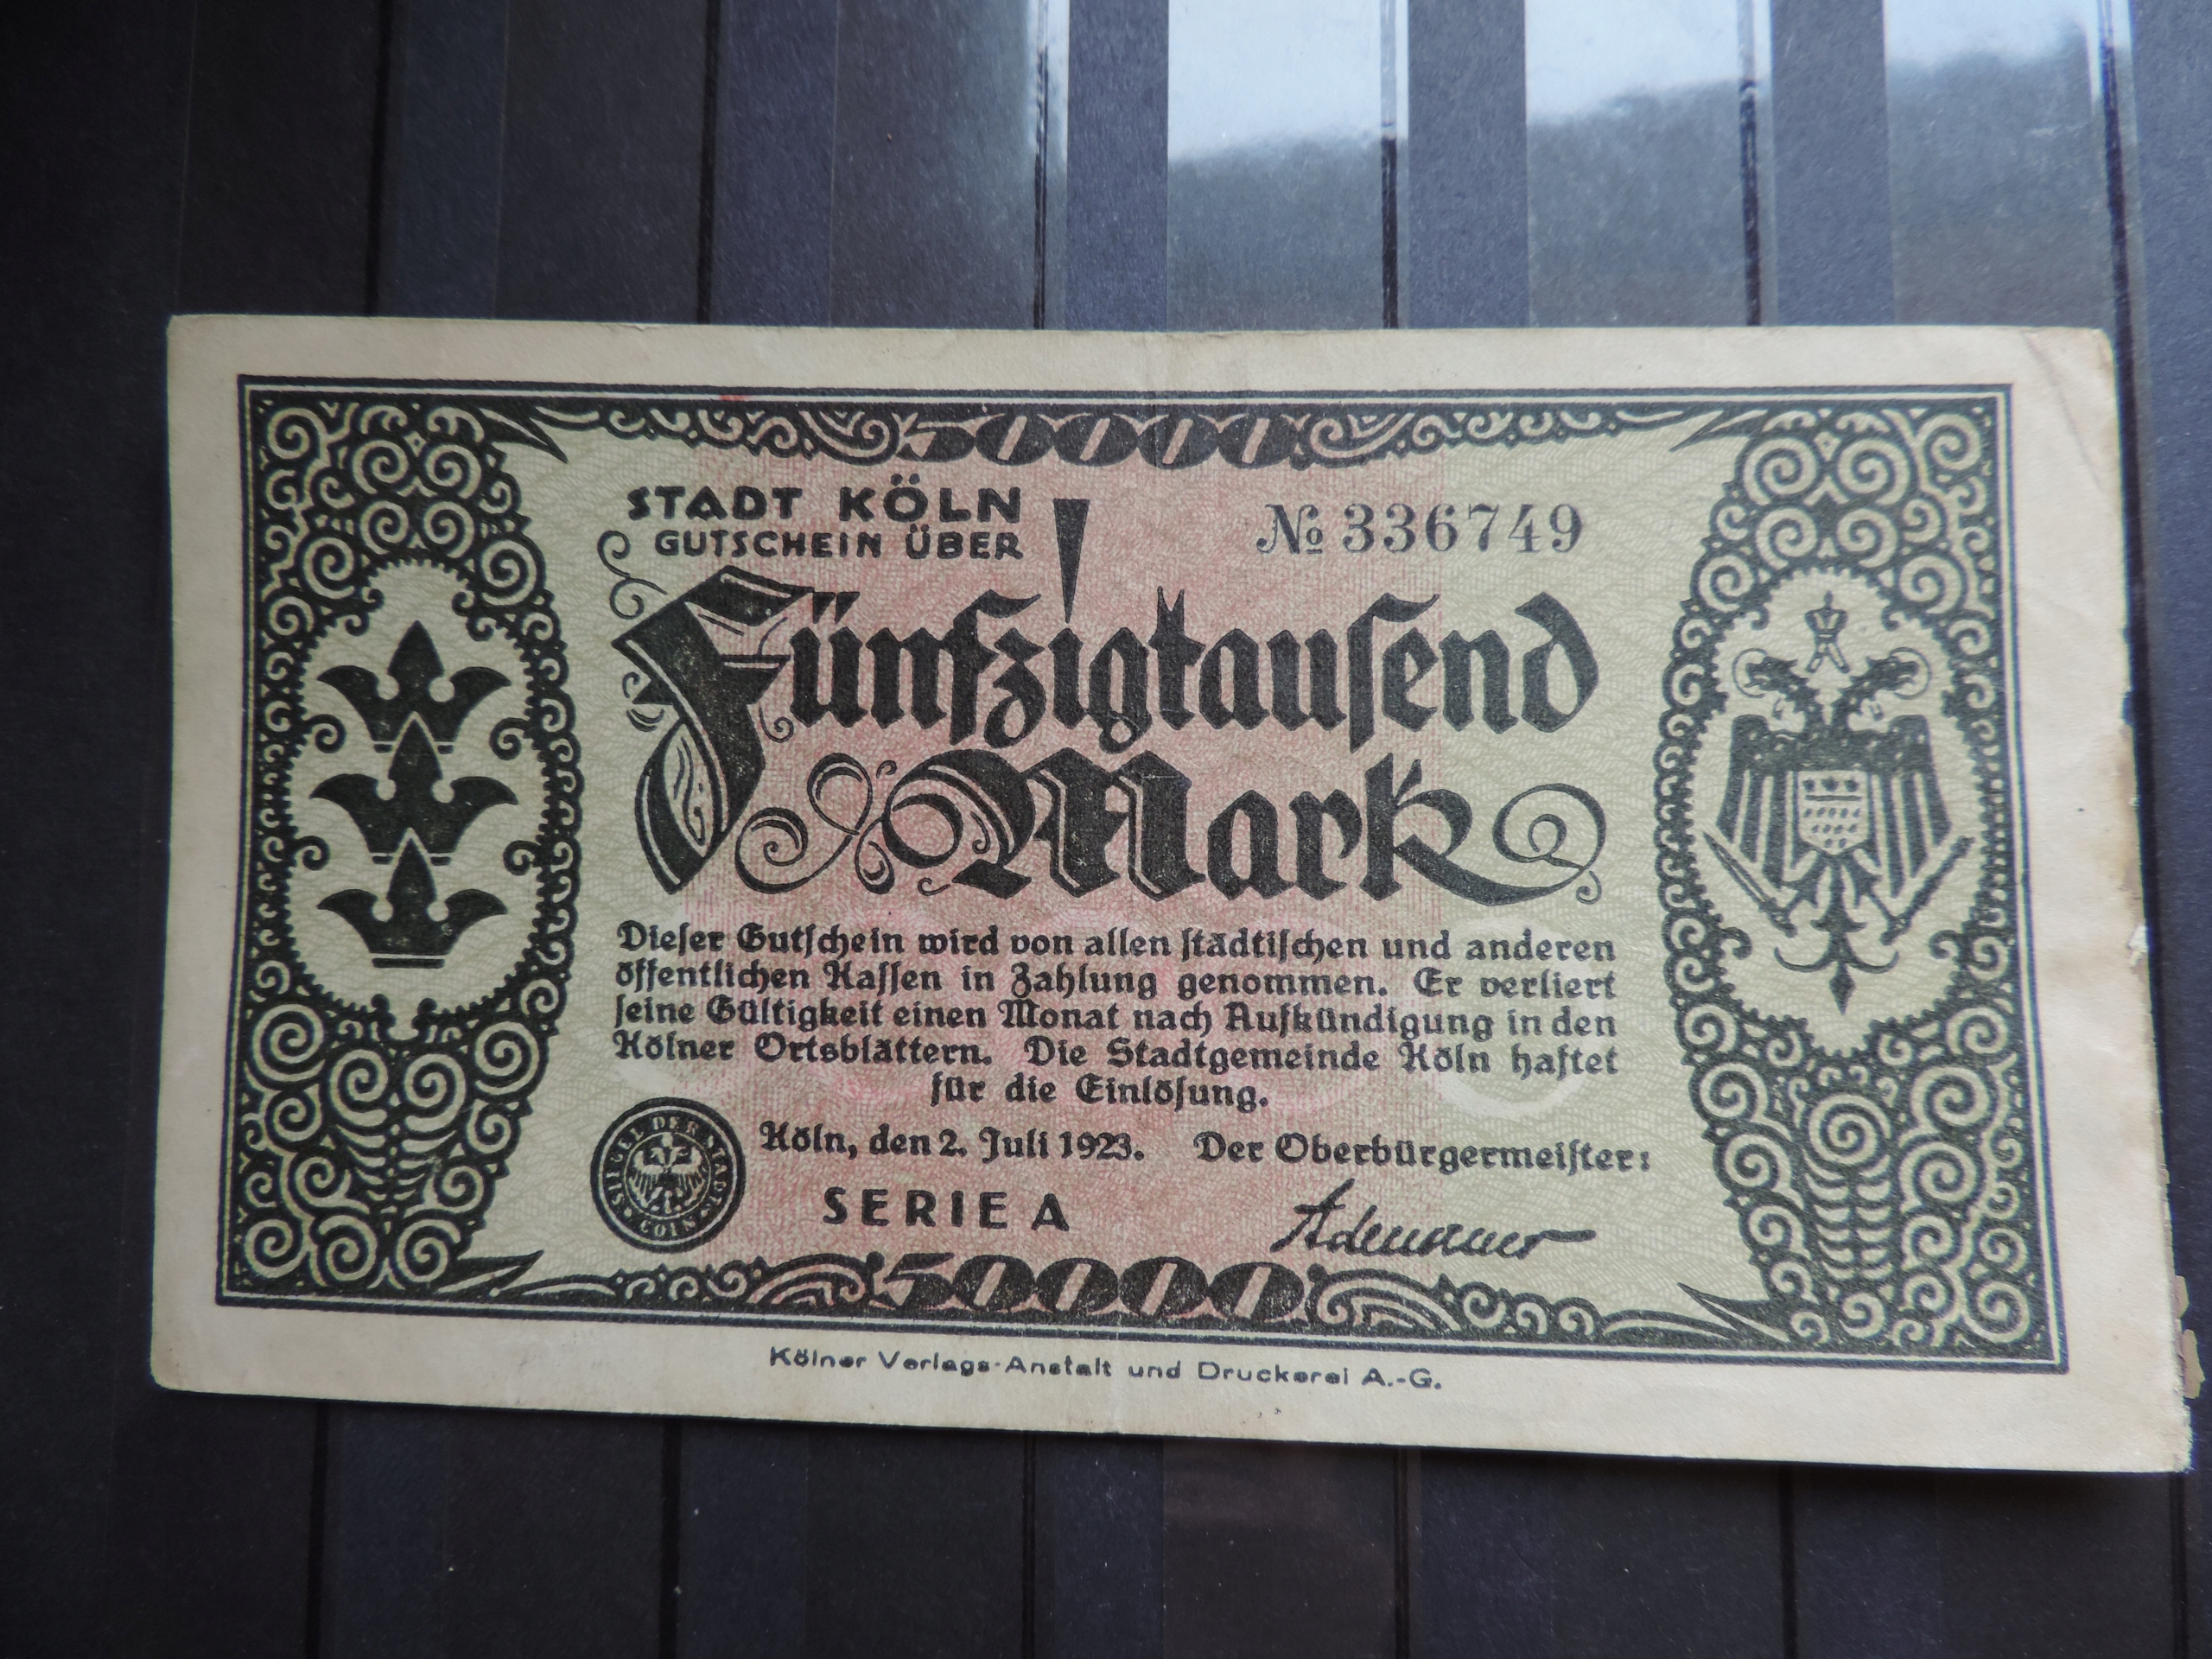 50000
STADT KÖLN
GUTSCHEIN ÜBER
№ 336749
Fünfzigtauſend
Mark
Dieſer Gutſchein wird von allen ſtädtiſchen und anderen
öffentlichen Kaſſen in Zahlung genommen. Er verliert
ſeine Gültigkeit einen Monat nach Aufkündigung in den
Kölner Ortsblättern. Die Stadtgemeinde Köln haftet
für die Einlöſung.
Köln, den 2. Juli 1923. Der Oberbürgermeiſter:
SERIE A
Adenauer
50000
Kölner Verlags-Anstalt und Druckerei A.-G.